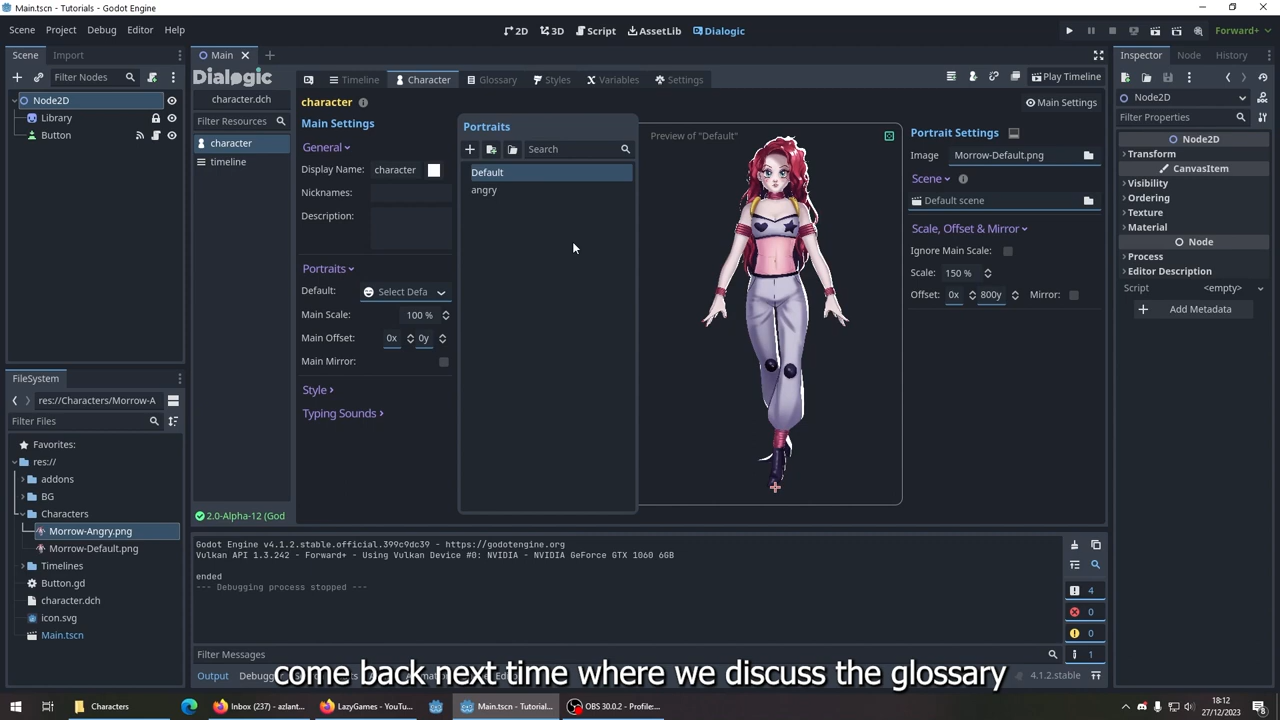 Main.tscn - Tutorials - Godot Engine
Scene Project Debug Editor Help
2D 3D Script AssetLib Dialogic
Forward+
Scene Import
Filter Nodes
Node2D
Library
Button
Main
Dialogic
Timeline Character Glossary Styles Variables Settings
Play Timeline
character.dch
Filter Resources
character
timeline
2.0-Alpha-12 (God
character
Main Settings
Main Settings
General
Display Name: character
Nicknames:
Description:
Portraits
Default: Select Defa
Main Scale: 100 %
Main Offset: 0x 0y
Main Mirror:
Style
Typing Sounds
Portraits
Search
Default
angry
Preview of "Default"
Portrait Settings
Image Morrow-Default.png
Scene
Default scene
Scale, Offset & Mirror
Ignore Main Scale:
Scale: 150 %
Offset: 0x 800y Mirror:
Inspector Node History
Node2D
Filter Properties
Node2D
Transform
CanvasItem
Visibility
Ordering
Texture
Material
Node
Process
Editor Description
Script <empty>
Add Metadata
FileSystem
res://Characters/Morrow-A
Filter Files
Favorites:
res://
addons
BG
Characters
Morrow-Angry.png
Morrow-Default.png
Timelines
Button.gd
character.dch
icon.svg
Main.tscn
Godot Engine v4.1.2.stable.official.399c9dc39 - https://godotengine.org
Vulkan API 1.3.242 - Forward+ - Using Vulkan Device #0: NVIDIA - NVIDIA GeForce GTX 1060 6GB
ended
--- Debugging process stopped ---
4
0
0
1
Filter Messages
Output
4.1.2.stable
come back next time where we discuss the glossary
Characters
Inbox (237) - azlant...
LazyGames - YouTu...
Main.tscn - Tutorial...
OBS 30.0.2 - Profile:...
18:12
27/12/2023